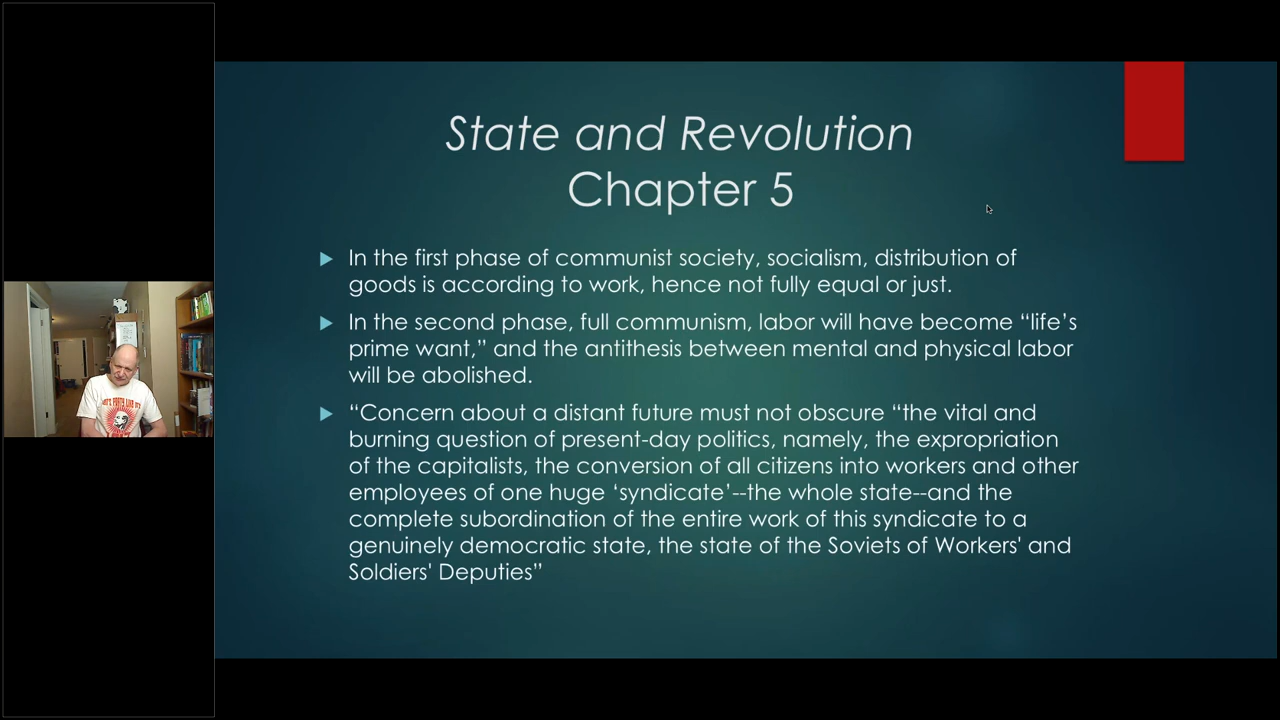 State and Revolution
Chapter 5
In the first phase of communist society, socialism, distribution of
goods is according to work, hence not fully equal or just.
In the second phase, full communism, labor will have become “life’s
prime want,” and the antithesis between mental and physical labor
will be abolished.
“Concern about a distant future must not obscure “the vital and
burning question of present-day politics, namely, the expropriation
of the capitalists, the conversion of all citizens into workers and other
employees of one huge ‘syndicate’--the whole state--and the
complete subordination of the entire work of this syndicate to a
genuinely democratic state, the state of the Soviets of Workers' and
Soldiers' Deputies”